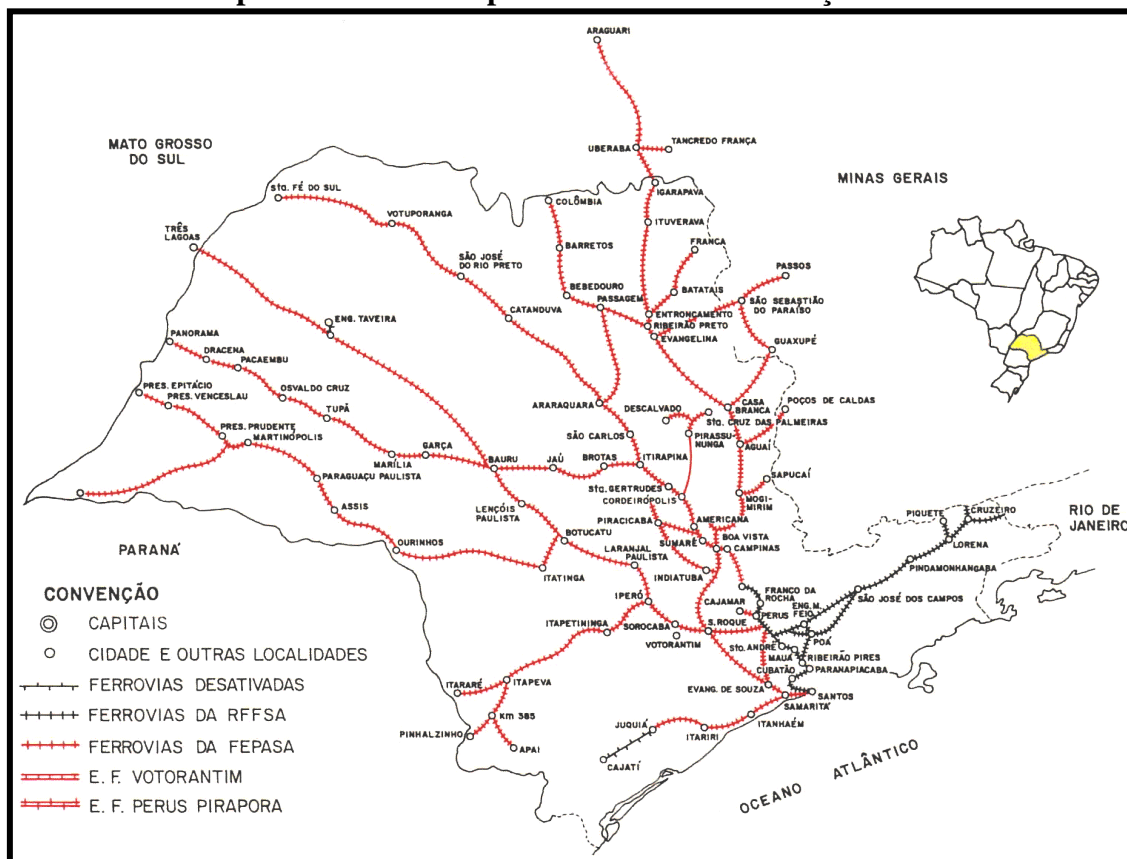 ARAGUARI
MATO GROSSO
DO SUL
UBERABA
TANCREDO FRANÇA
MINAS GERAIS
IGARAPAVA
Stª. FÉ DO SUL
COLÔMBIA
VOTUPORANGA
ITUVERAVA
TRÊS
LAGOAS
BARRETOS
FRANCA
SÃO JOSÉ
DO RIO PRETO
PASSOS
BEBEDOURO
BATATAIS
PASSAGEM
SÃO SEBASTIÃO
DO PARAÍSO
CATANDUVA
ENTRONCAMENTO
ENG. TAVEIRA
RIBEIRÃO PRETO
EVANGELINA
PANORAMA
GUAXUPÉ
DRACENA
PACAEMBU
PRES. EPITÁCIO
PRES. VENCESLAU
OSVALDO CRUZ
ARARAQUARA
DESCALVADO
CASA
BRANCA
POÇOS DE CALDAS
TUPÃ
Stª. CRUZ DAS PALMEIRAS
PRES. PRUDENTE
MARTINÓPOLIS
SÃO CARLOS
PIRASSU-
NUNGA
AGUAÍ
GARÇA
MARÍLIA
BAURU
JAÚ
BROTAS
ITIRAPINA
PARAGUAÇU PAULISTA
Stª. GERTRUDES
CORDEIRÓPOLIS
SAPUCAÍ
MOGI-
MIRIM
ASSIS
LENÇÓIS
PAULISTA
PIRACICABA
AMERICANA
PIQUETE
CRUZEIRO
RIO DE
JANEIRO
PARANÁ
OURINHOS
BOTUCATU
SUMARÉ
BOA VISTA
CAMPINAS
LORENA
LARANJAL
PAULISTA
ITATINGA
INDIATUBA
PINDAMONHANGABA
CONVENÇÃO
FRANCO DA
ROCHA
SÃO JOSÉ DOS CAMPOS
IPERÓ
CAJAMAR
PERUS
ENG. M.
FEIO
CAPITAIS
ITAPETININGA
SOROCABA
S. ROQUE
POÁ
VOTORANTIM
Stº. ANDRÉ
CIDADE E OUTRAS LOCALIDADES
MAUÁ
RIBEIRÃO PIRES
CUBATÃO
PARANAPIACABA
FERROVIAS DESATIVADAS
ITARARÉ
ITAPEVA
EVANG. DE SOUZA
SANTOS
SAMARITÁ
FERROVIAS DA RFFSA
Km 385
JUQUIÁ
ITANHAÉM
PINHALZINHO
ITARIRI
FERROVIAS DA FEPASA
APAI
CAJATÍ
OCEANO ATLÂNTICO
E. F. VOTORANTIM
E. F. PERUS PIRAPORA